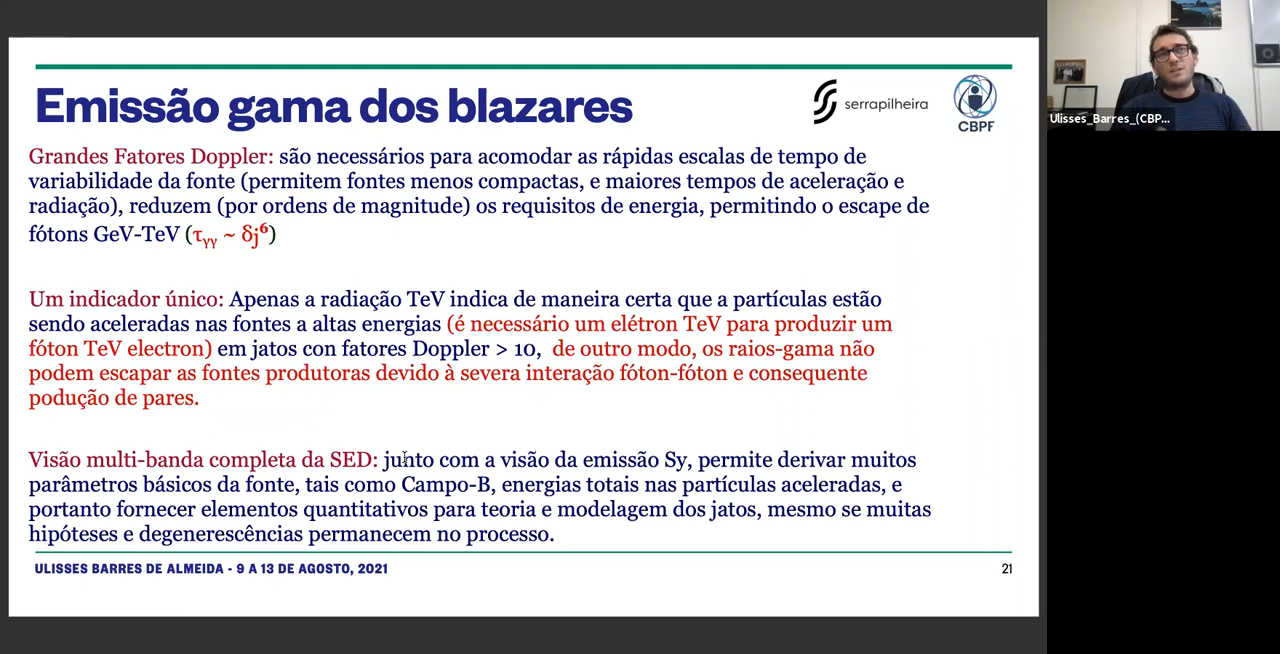 Emissão gama dos blazares
serrapilheira
CBPF
Grandes Fatores Doppler: são necessários para acomodar as rápidas escalas de tempo de
variabilidade da fonte (permitem fontes menos compactas, e maiores tempos de aceleração e
radiação), reduzem (por ordens de magnitude) os requisitos de energia, permitindo o escape de
fótons GeV-TeV (τγγ ~ δj⁶)
Um indicador único: Apenas a radiação TeV indica de maneira certa que a partículas estão
sendo aceleradas nas fontes a altas energias (é necessário um elétron TeV para produzir um
fóton TeV electron) em jatos con fatores Doppler > 10, de outro modo, os raios-gama não
podem escapar as fontes produtoras devido à severa interação fóton-fóton e consequente
podução de pares.
Visão multi-banda completa da SED: junto com a visão da emissão Sy, permite derivar muitos
parâmetros básicos da fonte, tais como Campo-B, energias totais nas partículas aceleradas, e
portanto fornecer elementos quantitativos para teoria e modelagem dos jatos, mesmo se muitas
hipóteses e degenerescências permanecem no processo.
ULISSES BARRES DE ALMEIDA - 9 A 13 DE AGOSTO, 2021
21
Ulisses_Barres_(CBP...